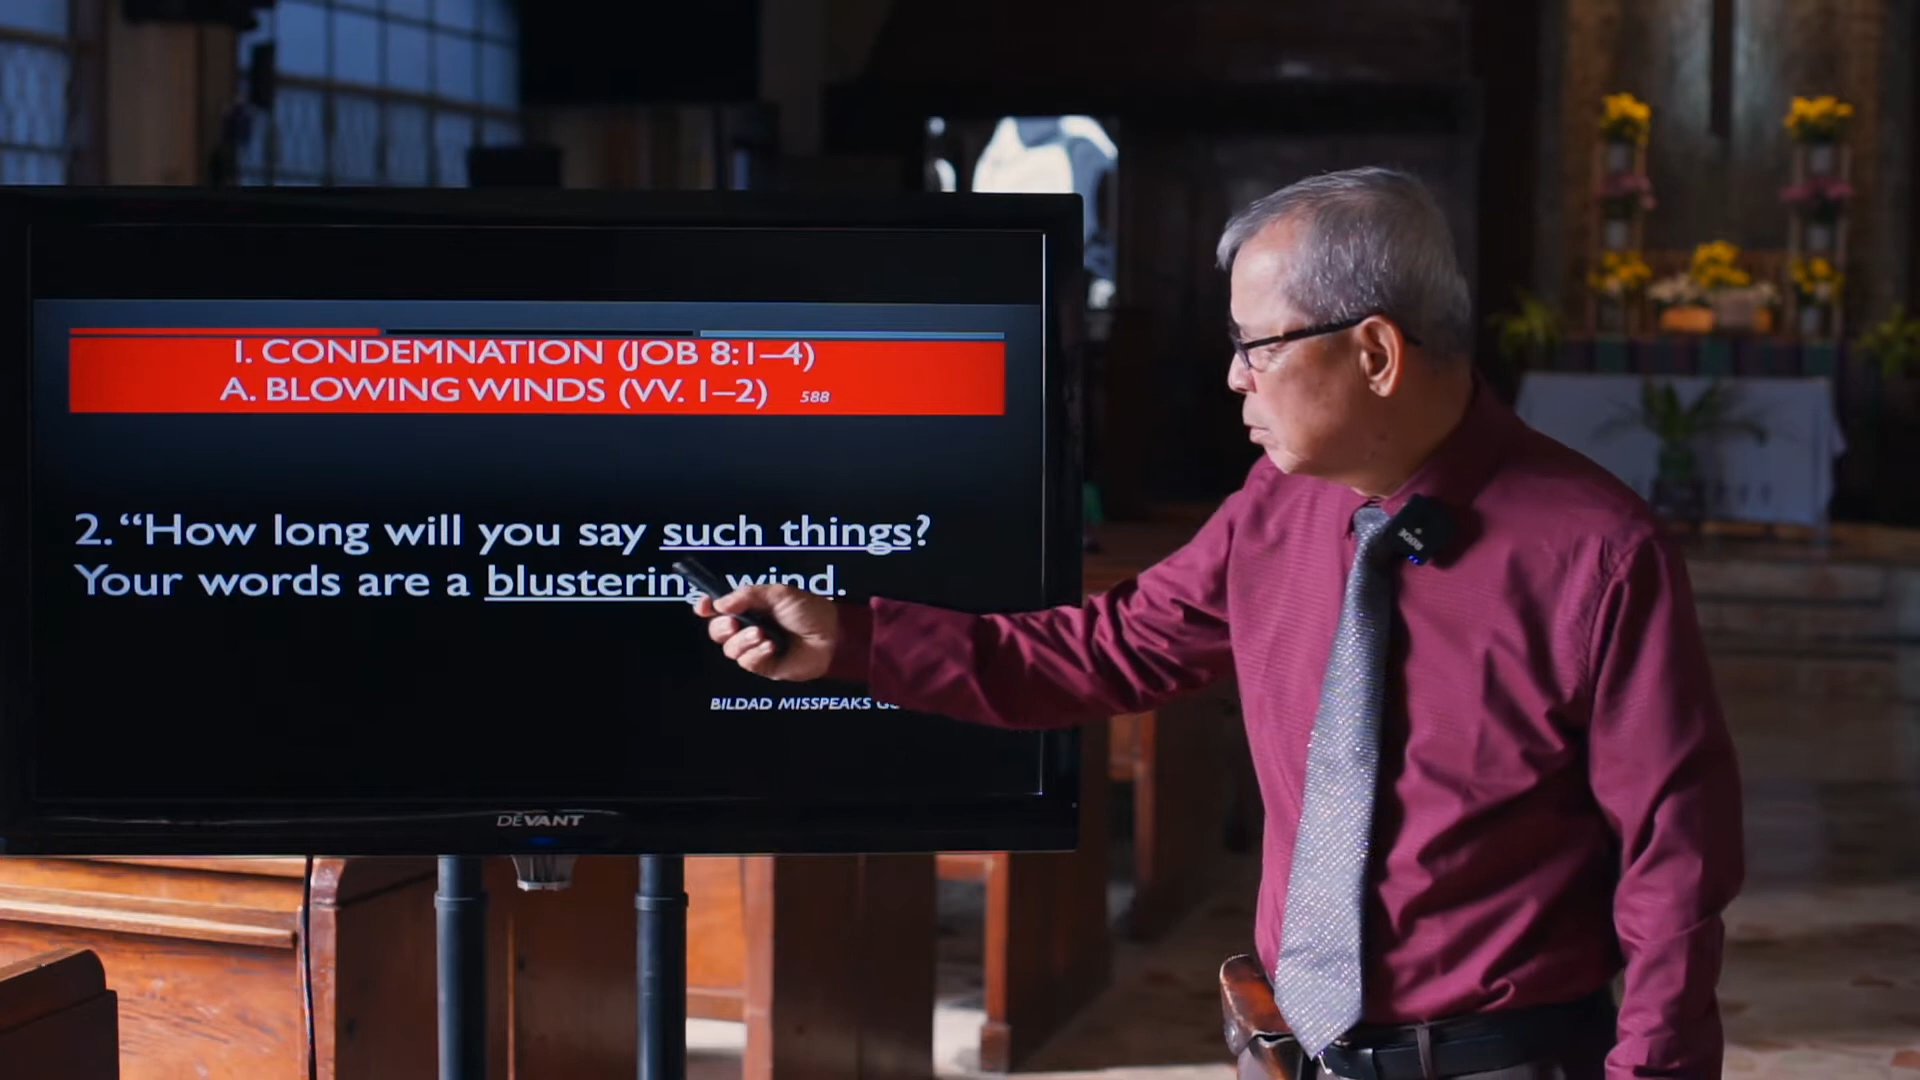 I. CONDEMNATION (JOB 8:1–4)
A. BLOWING WINDS (VV. 1–2) 588
2. “How long will you say such things?
Your words are a blustering wind.
BILDAD MISSPEAKS
DEVANT
RODE